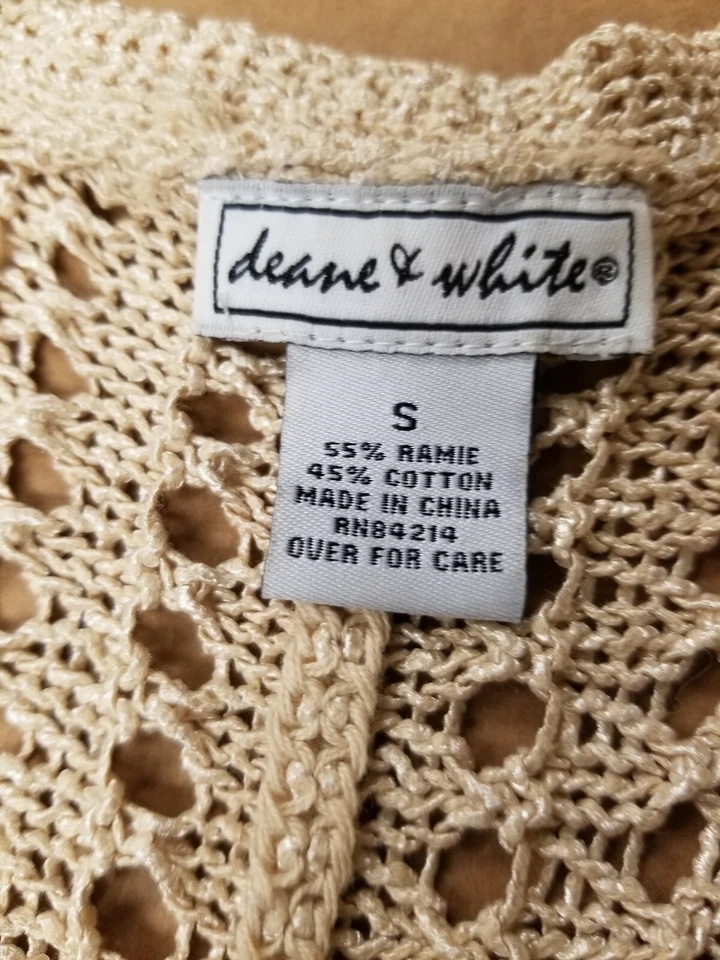 deane & white®
S
55% RAMIE
45% COTTON
MADE IN CHINA
RN84214
OVER FOR CARE